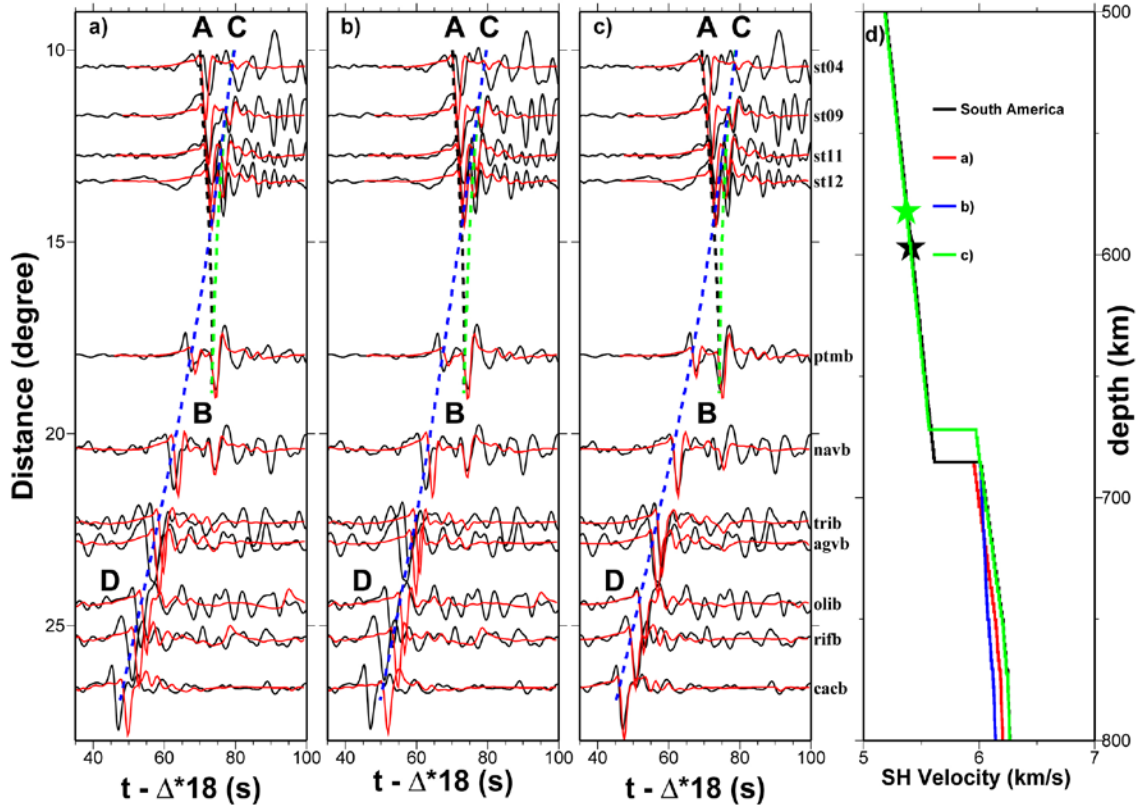 a) A C
b) A C
c) A C
d)
10
15
20
25
Distance (degree)
B
D
B
D
B
D
st04
st09
st11
st12
ptmb
navb
trib
agvb
olib
rifb
cacb
South America
a)
b)
c)
500
600
700
800
depth (km)
40 60 80 100
40 60 80 100
40 60 80 100
5 6 7
t - Δ*18 (s)
t - Δ*18 (s)
t - Δ*18 (s)
SH Velocity (km/s)